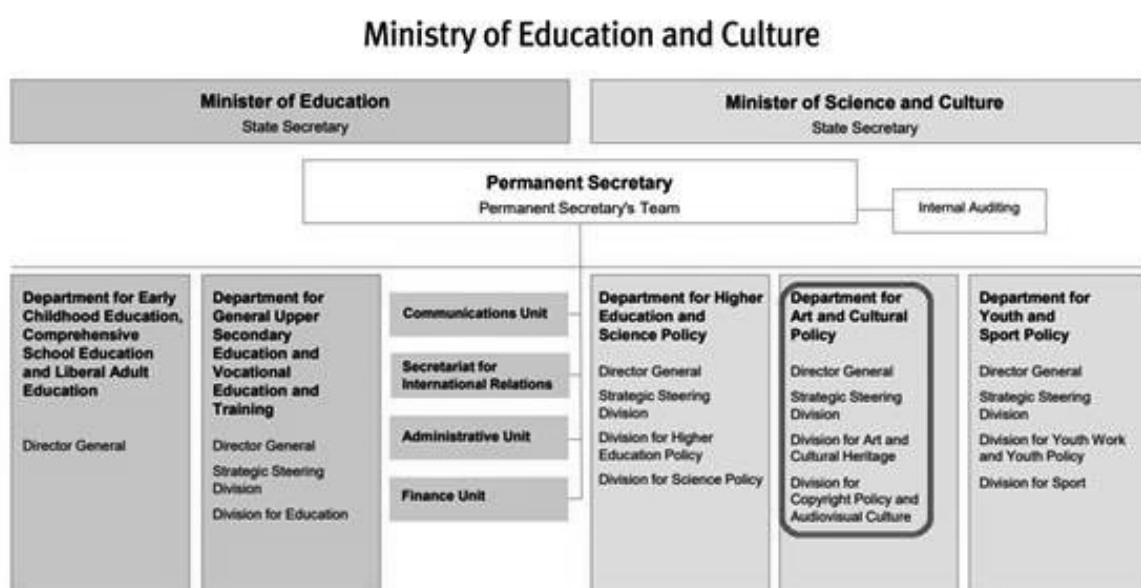 Ministry of Education and Culture
Minister of Education
State Secretary
Minister of Science and Culture
State Secretary
Permanent Secretary
Permanent Secretary's Team
Internal Auditing
Department for Early
Childhood Education,
Comprehensive
School Education
and Liberal Adult
Education
Director General
Department for
General Upper
Secondary
Education and
Vocational
Education and
Training
Director General
Strategic Steering
Division
Division for Education
Communications Unit
Secretariat for
International Relations
Administrative Unit
Finance Unit
Department for Higher
Education and
Science Policy
Director General
Strategic Steering
Division
Division for Higher
Education Policy
Division for Science Policy
Department for
Art and Cultural
Policy
Director General
Strategic Steering
Division
Division for Art and
Cultural Heritage
Division for
Copyright Policy and
Audiovisual Culture
Department for
Youth and
Sport Policy
Director General
Strategic Steering
Division
Division for Youth Work
and Youth Policy
Division for Sport